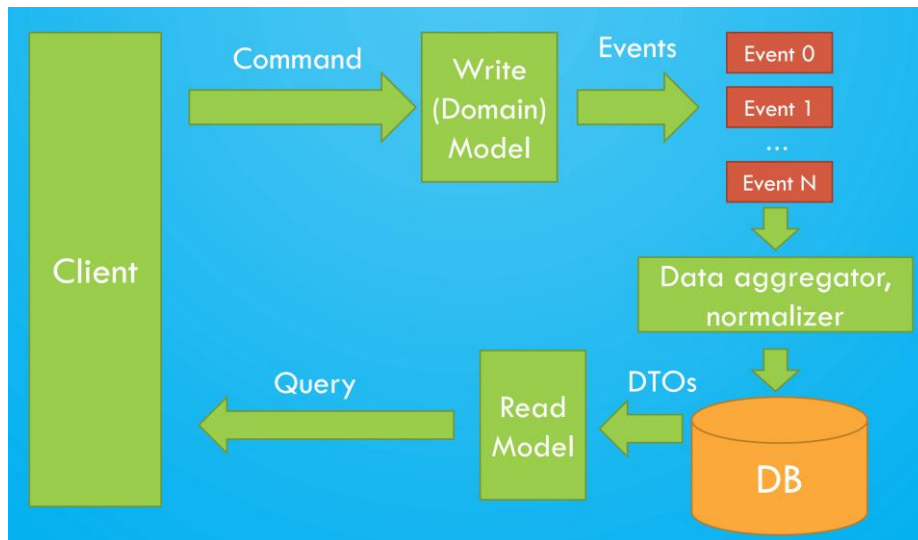 Command
Events
Write
(Domain)
Model
Event 0
Event 1
...
Event N
Client
Data aggregator,
normalizer
Query
Read
Model
DTOs
DB